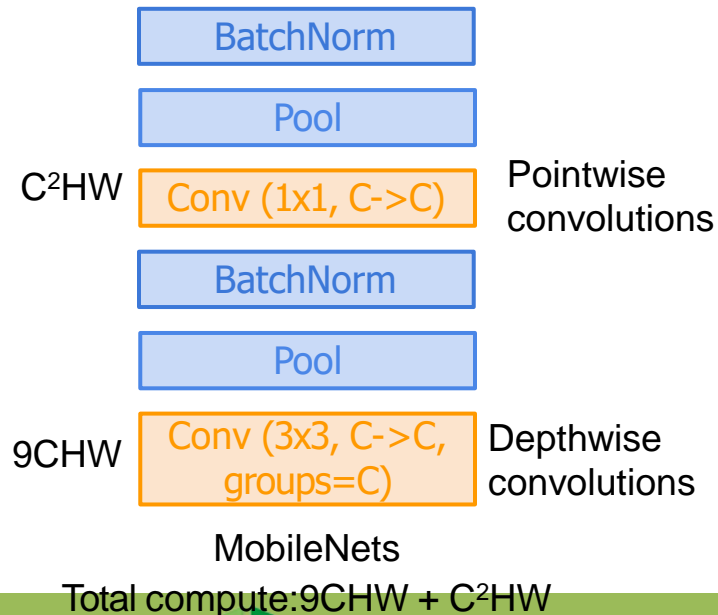 BatchNorm
Pool
C²HW
Conv (1x1, C->C)
Pointwise
convolutions
BatchNorm
Pool
9CHW
Conv (3x3, C->C,
groups=C)
Depthwise
convolutions
MobileNets
Total compute:9CHW + C²HW